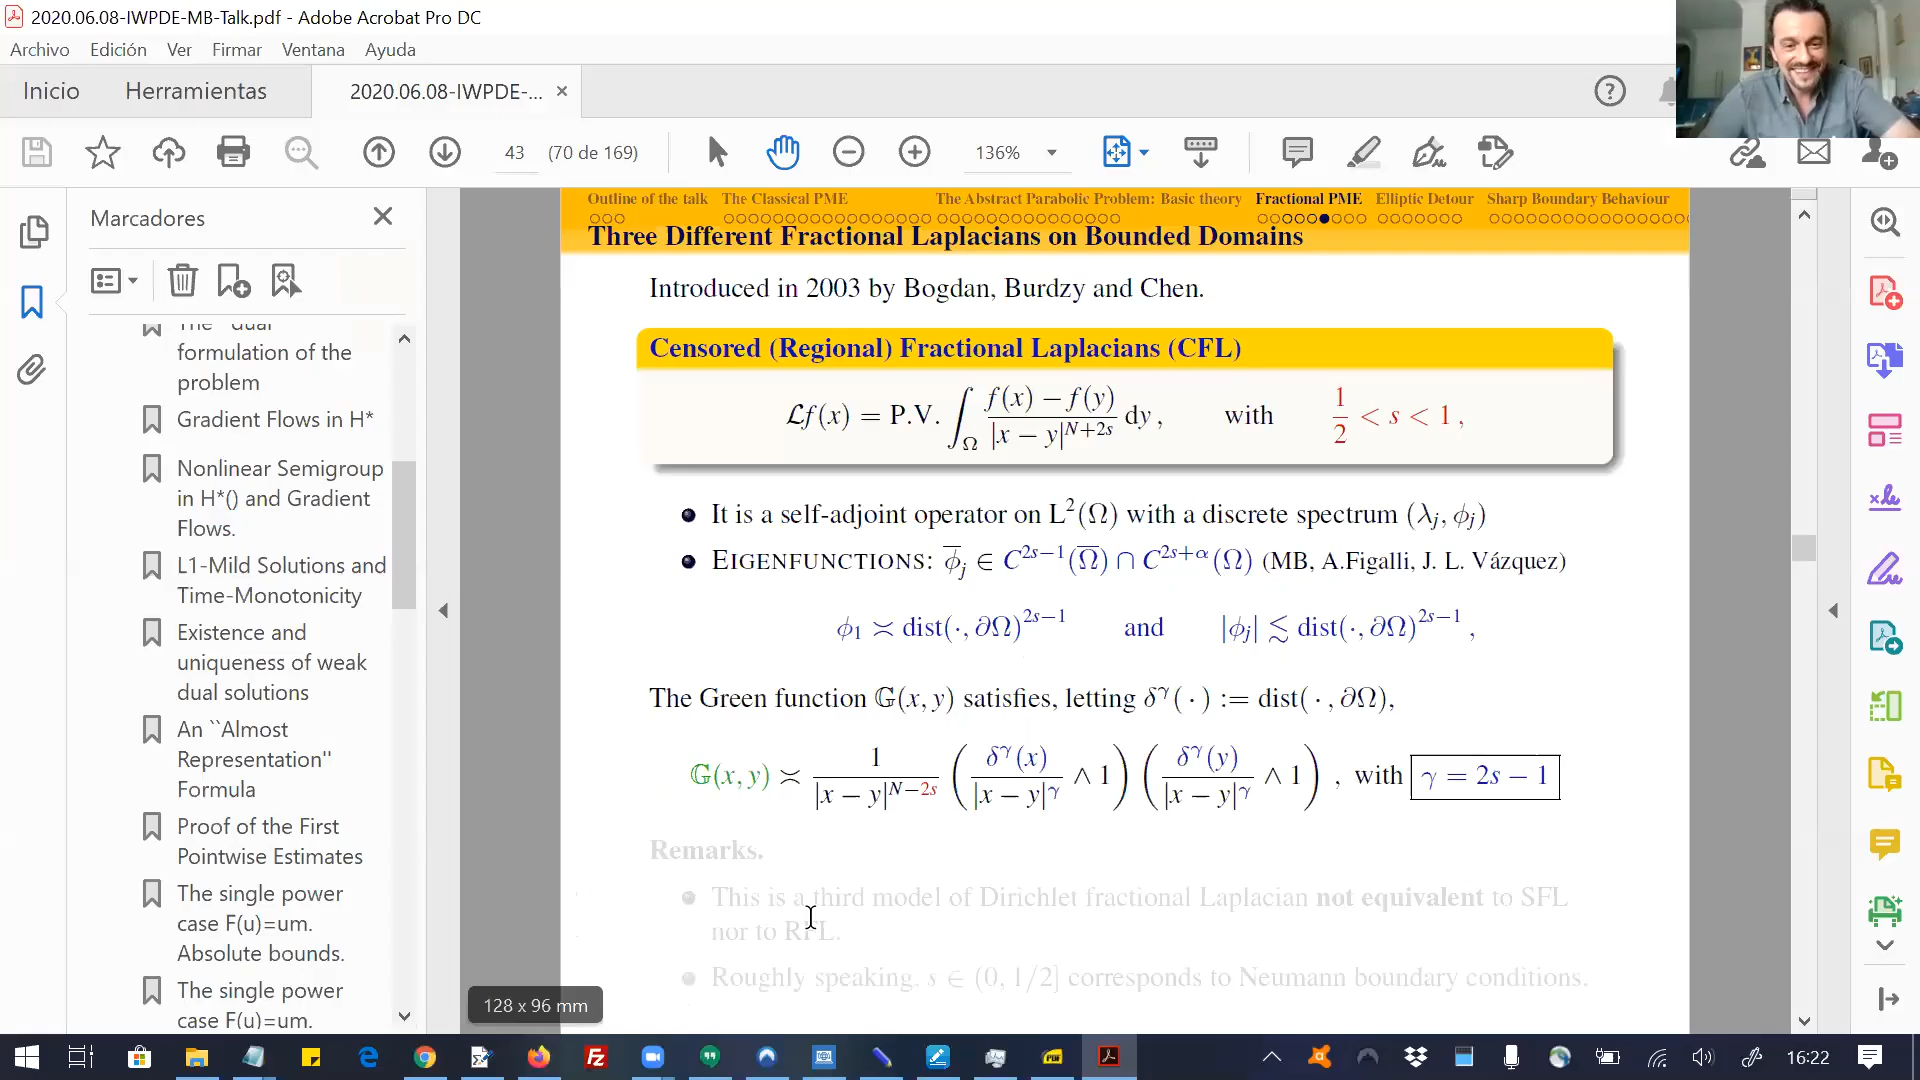 2020.06.08-IWPDE-MB-Talk.pdf - Adobe Acrobat Pro DC
Archivo Edición Ver Firmar Ventana Ayuda
Inicio Herramientas 2020.06.08-IWPDE-... ×
43 (70 de 169) 136%
Marcadores
The ``dual
formulation of the
problem
Gradient Flows in H*
Nonlinear Semigroup
in H*() and Gradient
Flows.
L1-Mild Solutions and
Time-Monotonicity
Existence and
uniqueness of weak
dual solutions
An ``Almost
Representation''
Formula
Proof of the First
Pointwise Estimates
The single power
case F(u)=um.
Absolute bounds.
The single power
case F(u)=um.
Outline of the talk The Classical PME The Abstract Parabolic Problem: Basic theory Fractional PME Elliptic Detour Sharp Boundary Behaviour
Three Different Fractional Laplacians on Bounded Domains
Introduced in 2003 by Bogdan, Burdzy and Chen.
Censored (Regional) Fractional Laplacians (CFL)
ℒf(x) = P.V. ∫_Ω (f(x) − f(y))/|x − y|^{N+2s} dy , with 1/2 < s < 1 ,
• It is a self-adjoint operator on L²(Ω) with a discrete spectrum (λ_j, ϕ_j)
• EIGENFUNCTIONS: \overline{ϕ}_j ∈ C^{2s−1}(\overline{Ω}) ∩ C^{2s+α}(Ω) (MB, A.Figalli, J. L. Vázquez)
ϕ_1 ≍ dist(·, ∂Ω)^{2s−1} and |ϕ_j| ≲ dist(·, ∂Ω)^{2s−1} ,
The Green function 𝔾(x, y) satisfies, letting δ^γ(·) := dist(·, ∂Ω),
𝔾(x, y) ≍ 1/|x − y|^{N−2s} (δ^γ(x)/|x − y|^γ ∧ 1) (δ^γ(y)/|x − y|^γ ∧ 1) , with γ = 2s − 1
Remarks.
• This is a third model of Dirichlet fractional Laplacian not equivalent to SFL
nor to RFL.
• Roughly speaking, s ∈ (0, 1/2] corresponds to Neumann boundary conditions.
128 x 96 mm
16:22